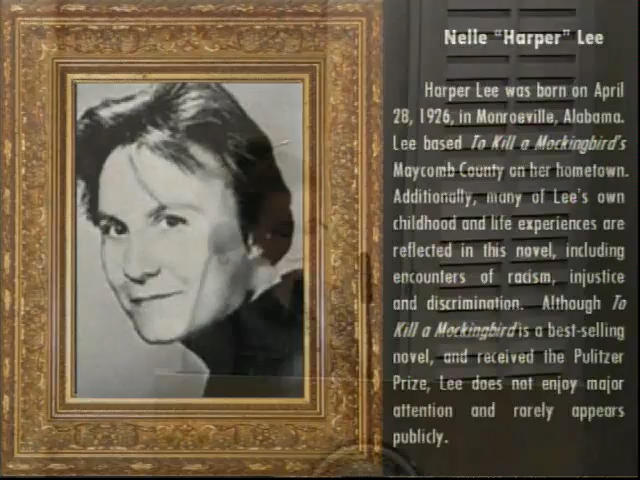 Nelle "Harper" Lee
Harper Lee was born on April
28, 1926, in Monroeville, Alabama.
Lee based To Kill a Mockingbird's
Maycomb County on her hometown.
Additionally, many of Lee's own
childhood and life experiences are
reflected in this novel, including
encounters of racism, injustice
and discrimination. Although To
Kill a Mockingbird is a best-selling
novel, and received the Pulitzer
Prize, Lee does not enjoy major
attention and rarely appears
publicly.